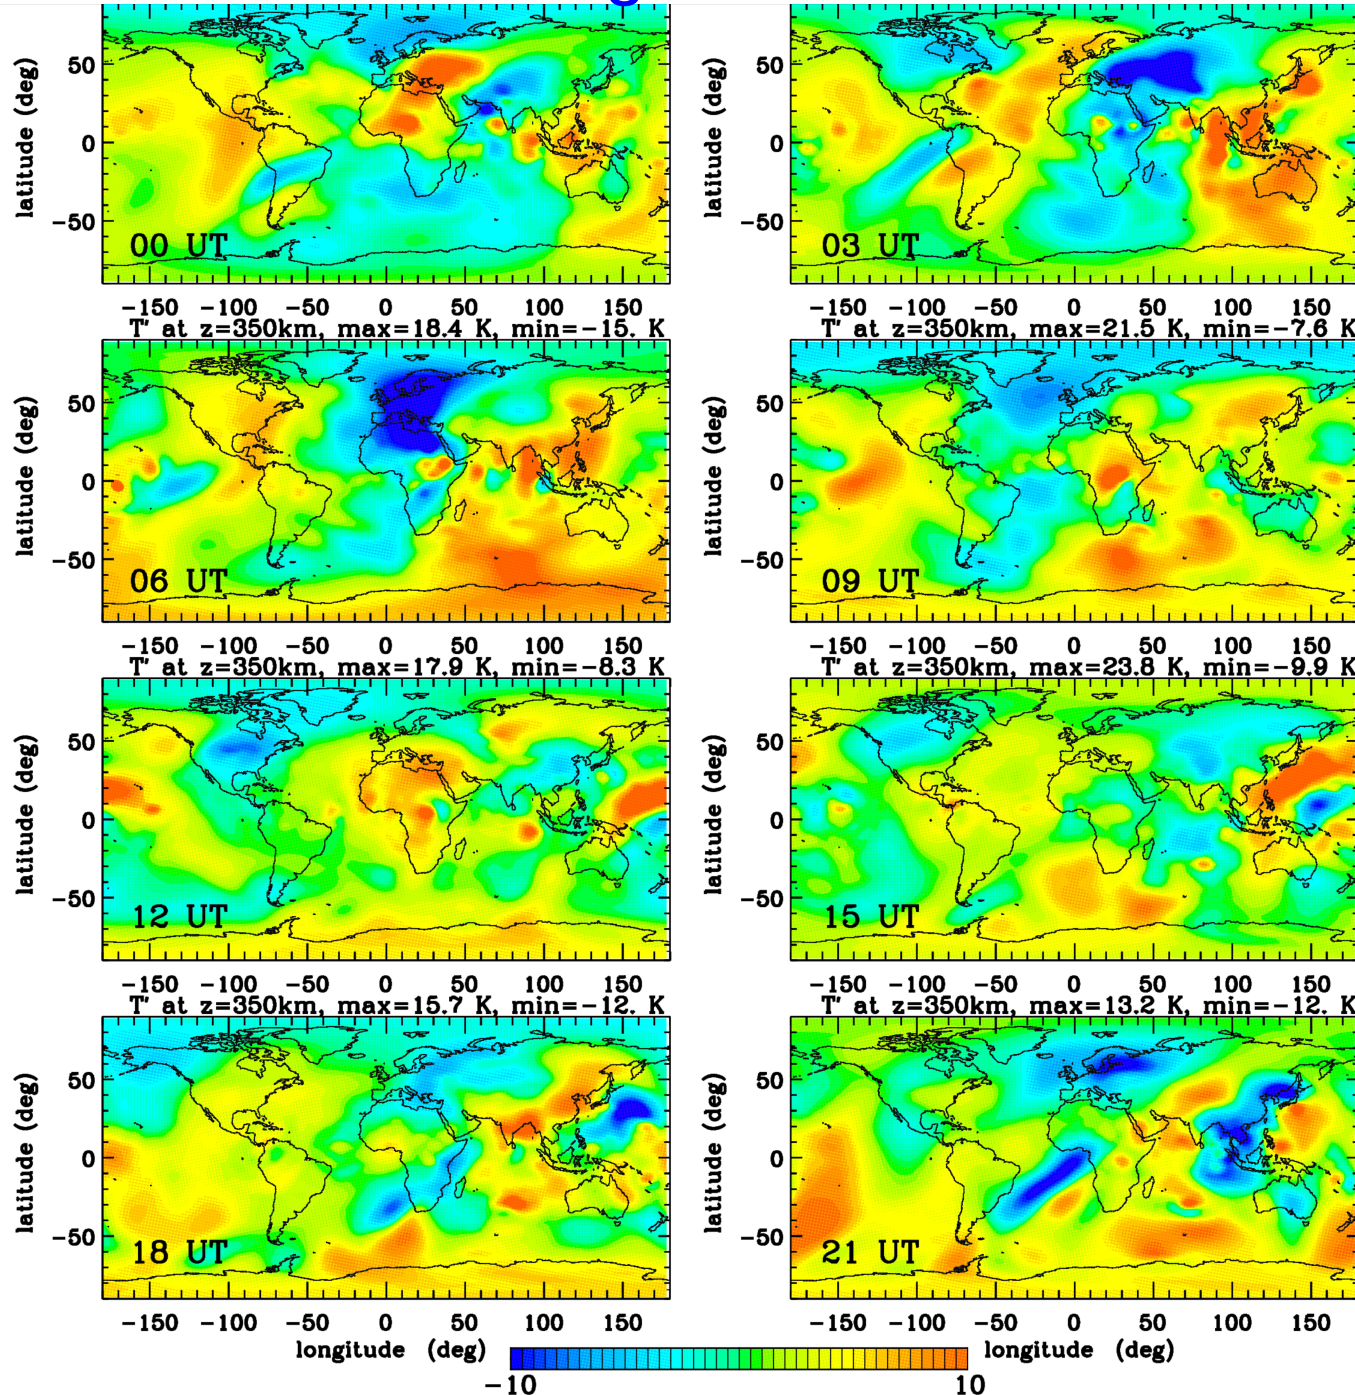 g
latitude (deg) 50 0 −50 00 UT
latitude (deg) 50 0 −50 03 UT
−150 −100 −50 0 50 100 150
−150 −100 −50 0 50 100 150
T' at z=350km, max=18.4 K, min=−15. K
T' at z=350km, max=21.5 K, min=−7.6 K
latitude (deg) 50 0 −50 06 UT
latitude (deg) 50 0 −50 09 UT
−150 −100 −50 0 50 100 150
−150 −100 −50 0 50 100 150
T' at z=350km, max=17.9 K, min=−8.3 K
T' at z=350km, max=23.8 K, min=−9.9 K
latitude (deg) 50 0 −50 12 UT
latitude (deg) 50 0 −50 15 UT
−150 −100 −50 0 50 100 150
−150 −100 −50 0 50 100 150
T' at z=350km, max=15.7 K, min=−12. K
T' at z=350km, max=13.2 K, min=−12. K
latitude (deg) 50 0 −50 18 UT
latitude (deg) 50 0 −50 21 UT
−150 −100 −50 0 50 100 150
−150 −100 −50 0 50 100 150
longitude (deg)
longitude (deg)
−10 10